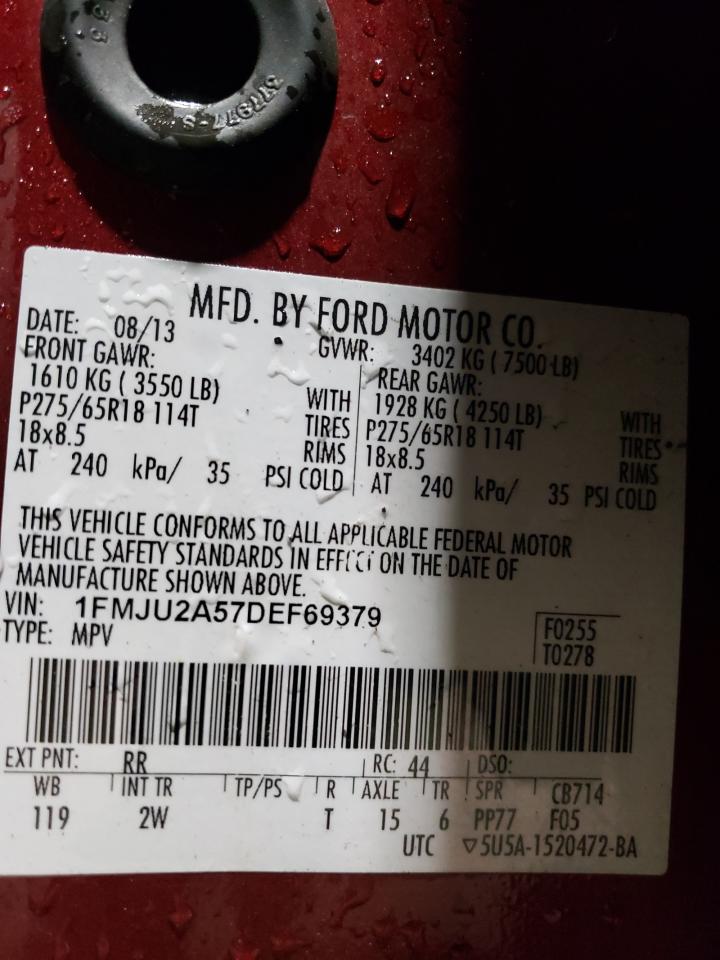 33
377977-S
MFD. BY FORD MOTOR CO.
DATE: 08/13 GVWR: 3402 KG ( 7500 LB)
FRONT GAWR: REAR GAWR:
1610 KG ( 3550 LB) WITH 1928 KG ( 4250 LB) WITH
P275/65R18 114T TIRES P275/65R18 114T TIRES
18x8.5 RIMS 18x8.5 RIMS
AT 240 kPa/ 35 PSI COLD AT 240 kPa/ 35 PSI COLD
THIS VEHICLE CONFORMS TO ALL APPLICABLE FEDERAL MOTOR
VEHICLE SAFETY STANDARDS IN EFFECT ON THE DATE OF
MANUFACTURE SHOWN ABOVE.
VIN: 1FMJU2A57DEF69379 F0255
TYPE: MPV T0278
EXT PNT: RR RC: 44 DSO:
WB INT TR TP/PS R AXLE TR SPR CB714
119 2W T 15 6 PP77 F05
UTC ▽5U5A-1520472-BA